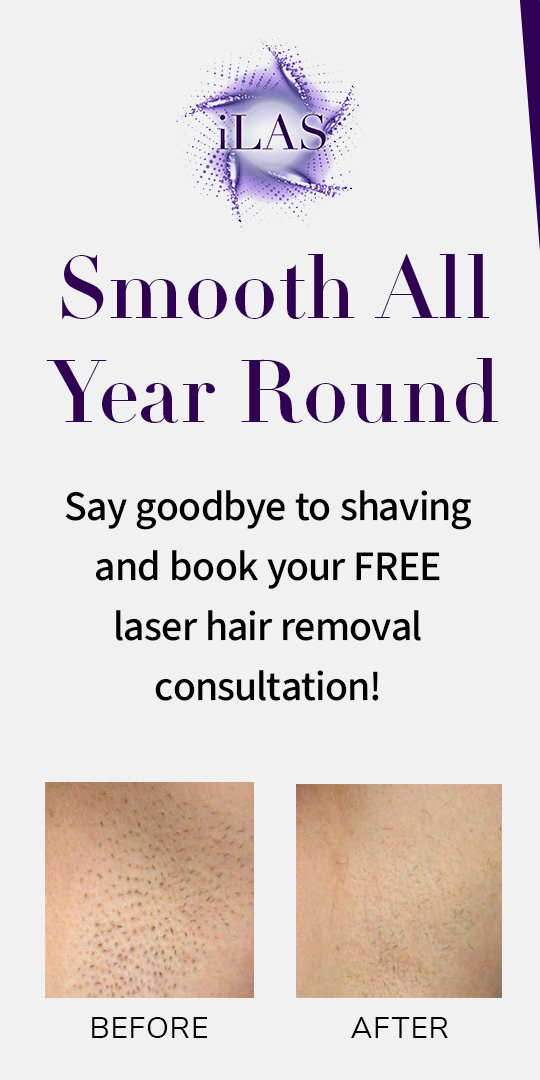 iLAS
Smooth All
Year Round
Say goodbye to shaving
and book your FREE
laser hair removal
consultation!
BEFORE
AFTER